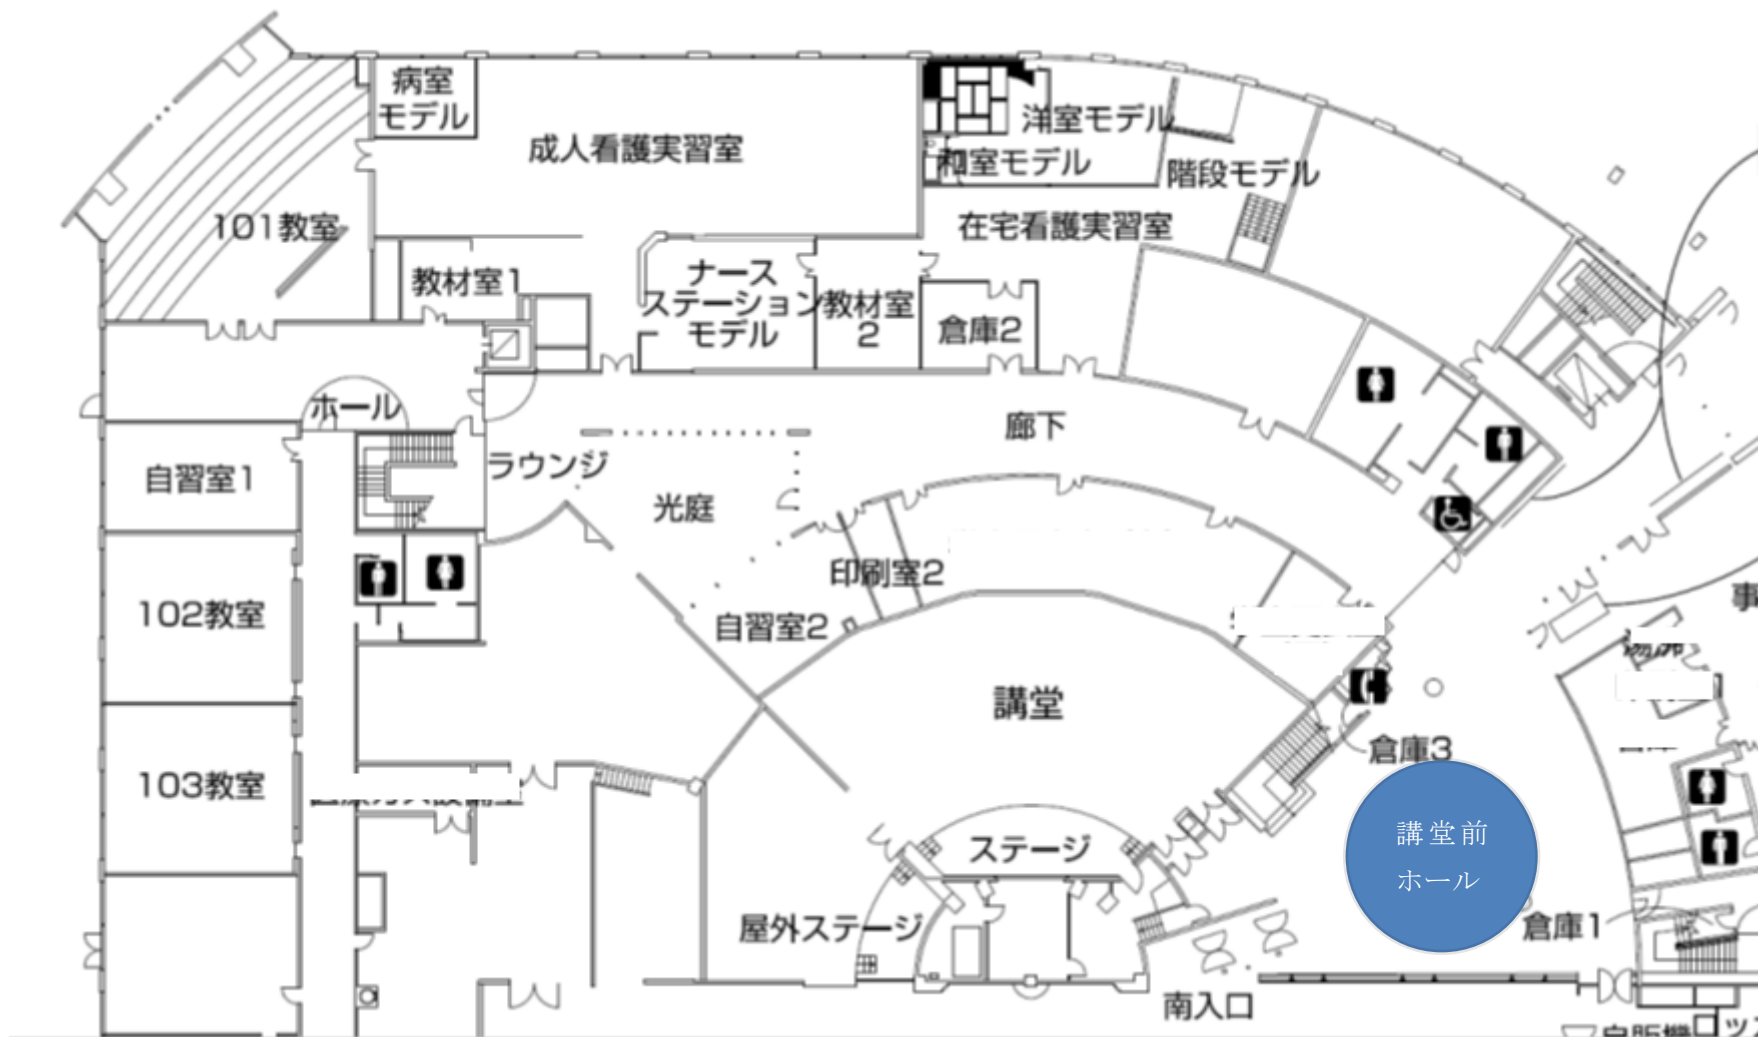 病室
モデル
成人看護実習室
洋室モデル
和室モデル
階段モデル
101教室
在宅看護実習室
教材室1
ナース
ステーション
モデル
教材室
2
倉庫2
ホール
廊下
自習室1
ラウンジ
光庭
印刷室2
102教室
自習室2
講堂
倉庫3
103教室
講堂前
ホール
ステージ
屋外ステージ
倉庫1
南入口